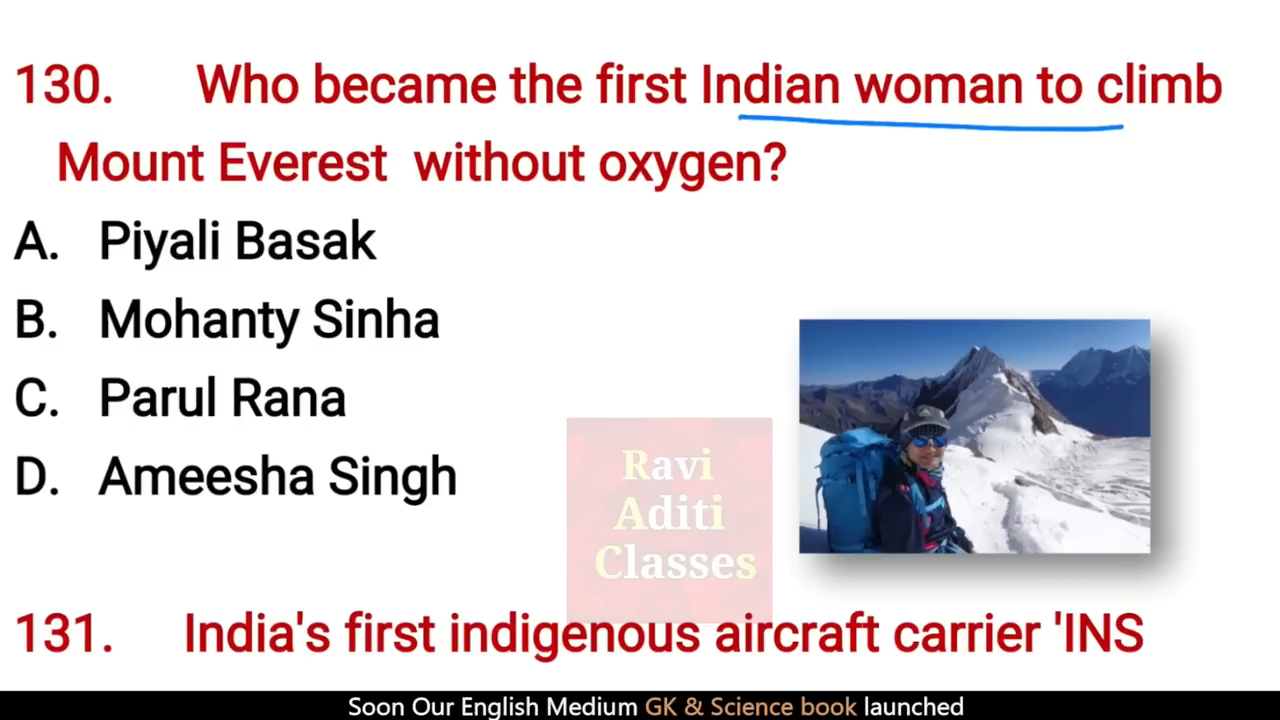 130. Who became the first Indian woman to climb
Mount Everest without oxygen?
A. Piyali Basak
B. Mohanty Sinha
C. Parul Rana
D. Ameesha Singh
Ravi
Aditi
Classes
131. India's first indigenous aircraft carrier 'INS
Soon Our English Medium GK & Science book launched